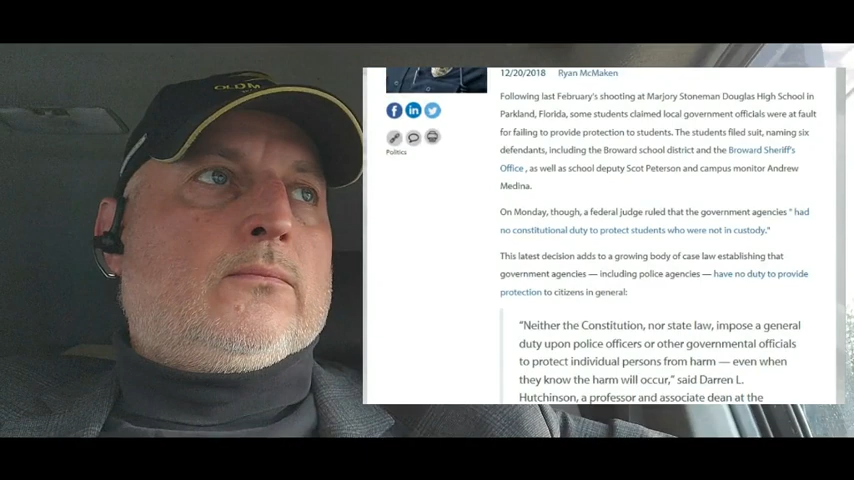 OLDM
12/20/2018 Ryan McMaken
Following last February's shooting at Marjory Stoneman Douglas High School in
Parkland, Florida, some students claimed local government officials were at fault
for failing to provide protection to students. The students filed suit, naming six
defendants, including the Broward school district and the Broward Sheriff's
Office , as well as school deputy Scot Peterson and campus monitor Andrew
Medina.
Politics
On Monday, though, a federal judge ruled that the government agencies " had
no constitutional duty to protect students who were not in custody."
This latest decision adds to a growing body of case law establishing that
government agencies — including police agencies — have no duty to provide
protection to citizens in general:
“Neither the Constitution, nor state law, impose a general
duty upon police officers or other governmental officials
to protect individual persons from harm — even when
they know the harm will occur,” said Darren L.
Hutchinson, a professor and associate dean at the